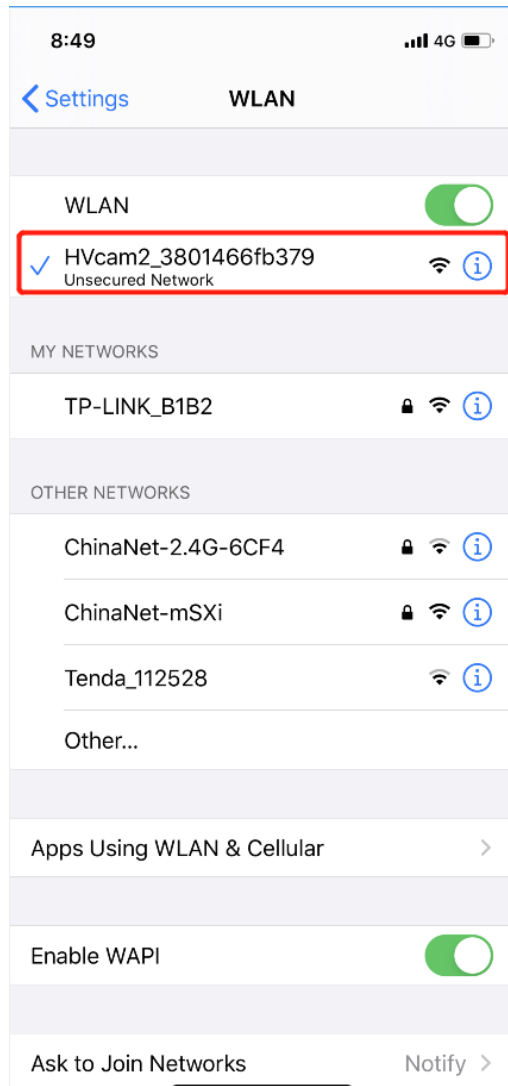 8:49 4G
Settings WLAN
WLAN
HVcam2_3801466fb379
Unsecured Network
MY NETWORKS
TP-LINK_B1B2
OTHER NETWORKS
ChinaNet-2.4G-6CF4
ChinaNet-mSXi
Tenda_112528
Other...
Apps Using WLAN & Cellular
Enable WAPI
Ask to Join Networks Notify